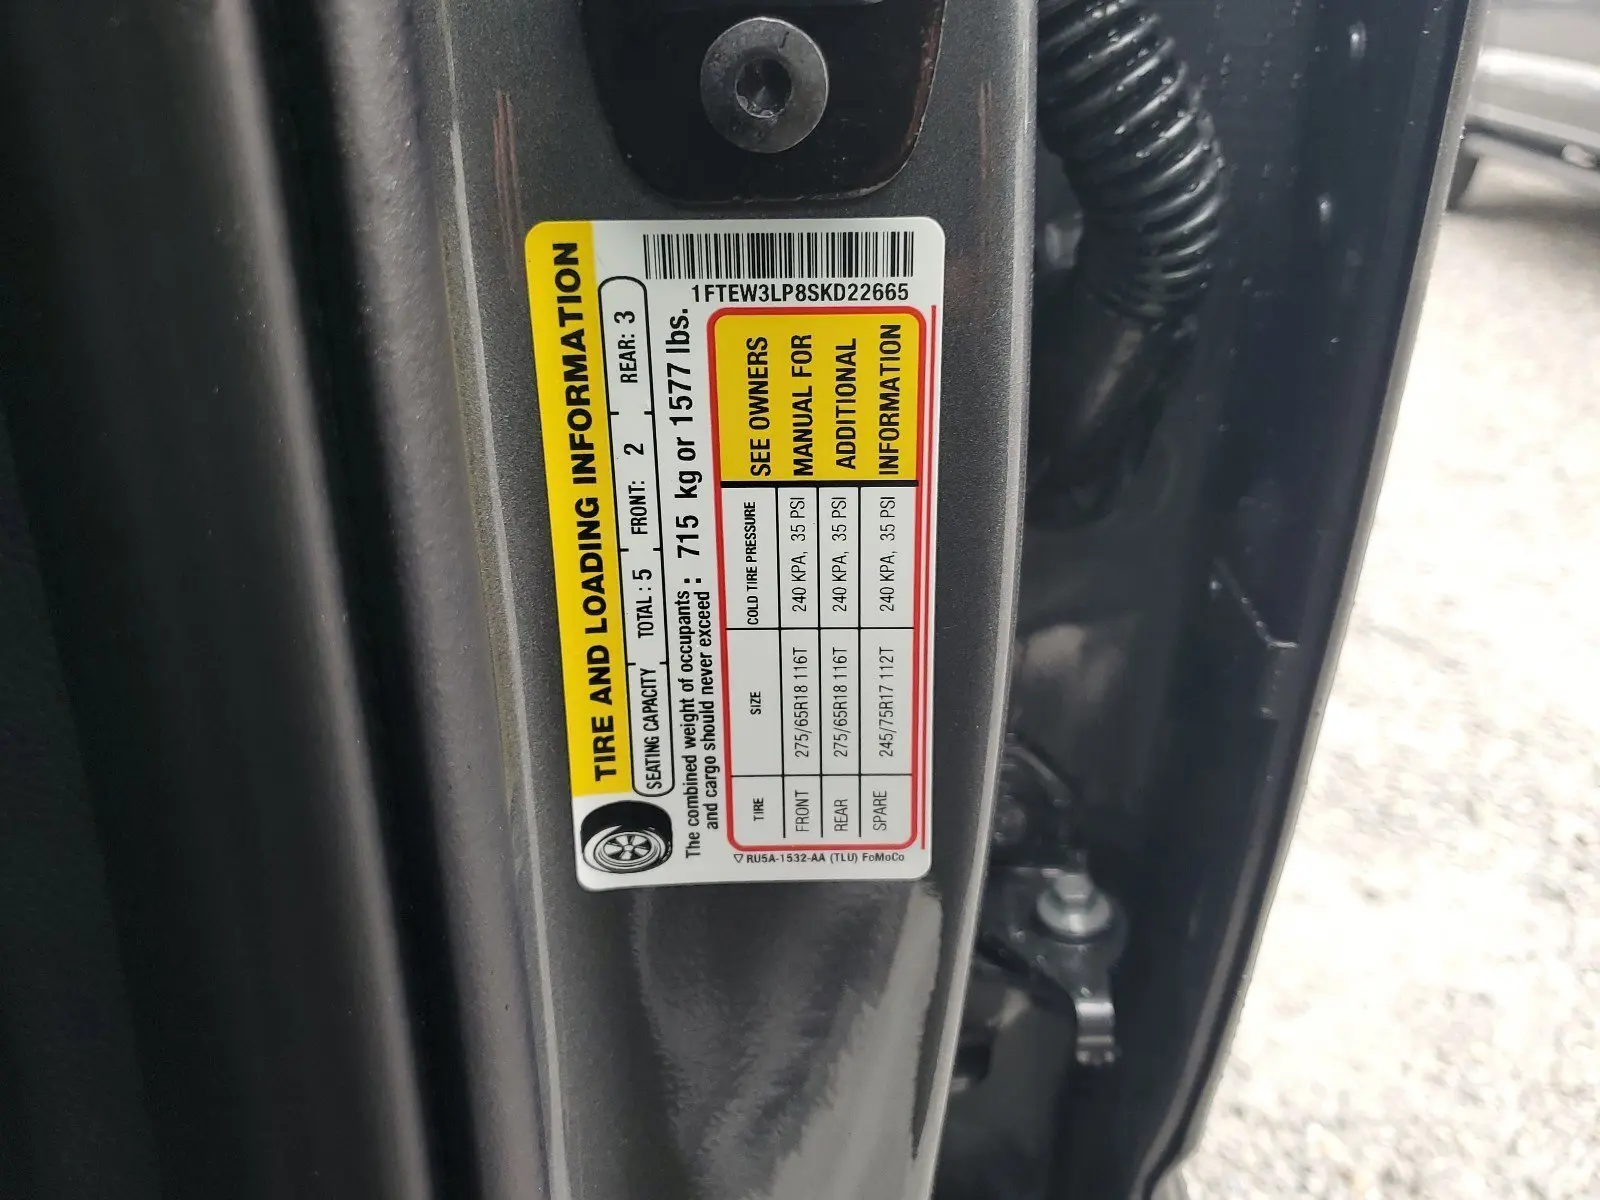 1FTEW3LP8SKD22665
TIRE AND LOADING INFORMATION
SEATING CAPACITY TOTAL : 5 FRONT: 2 REAR: 3
The combined weight of occupants
and cargo should never exceed : 715 kg or 1577 lbs.
TIRE SIZE COLD TIRE PRESSURE
FRONT 275/65R18 116T 240 KPA, 35 PSI
REAR 275/65R18 116T 240 KPA, 35 PSI
SPARE 245/75R17 112T 240 KPA, 35 PSI
SEE OWNERS
MANUAL FOR
ADDITIONAL
INFORMATION
RU5A-1532-AA (TLU) FoMoCo